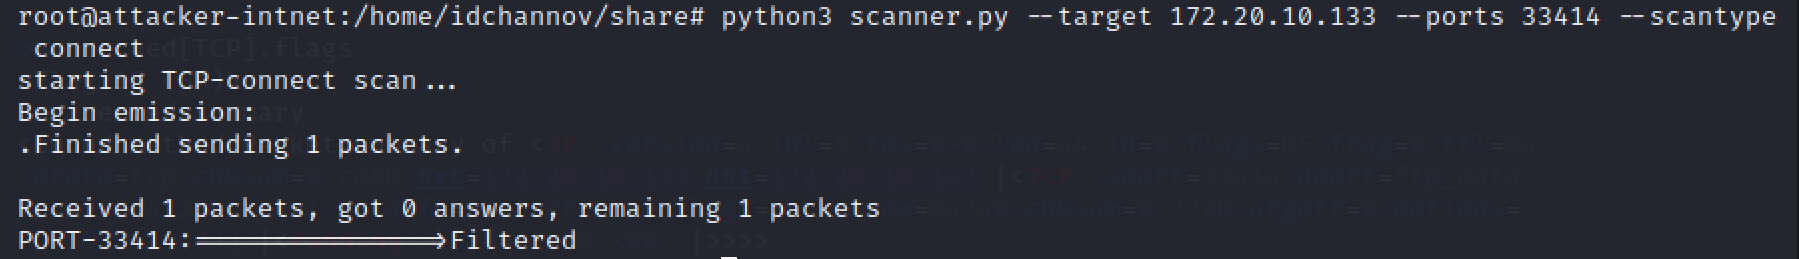 root@attacker-intnet:/home/idchannov/share# python3 scanner.py --target 172.20.10.133 --ports 33414 --scantype
connect
starting TCP-connect scan...
Begin emission:
.Finished sending 1 packets.
Received 1 packets, got 0 answers, remaining 1 packets
PORT-33414:================>Filtered